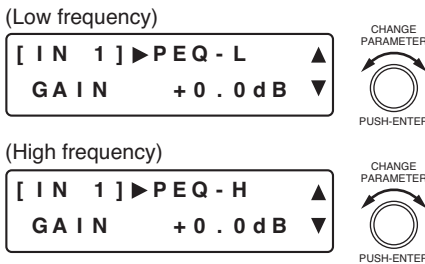 (Low frequency)
[IN 1]▶PEQ-L ▲
GAIN +0.0dB ▼
CHANGE
PARAMETER
PUSH-ENTER
(High frequency)
[IN 1]▶PEQ-H ▲
GAIN +0.0dB ▼
CHANGE
PARAMETER
PUSH-ENTER